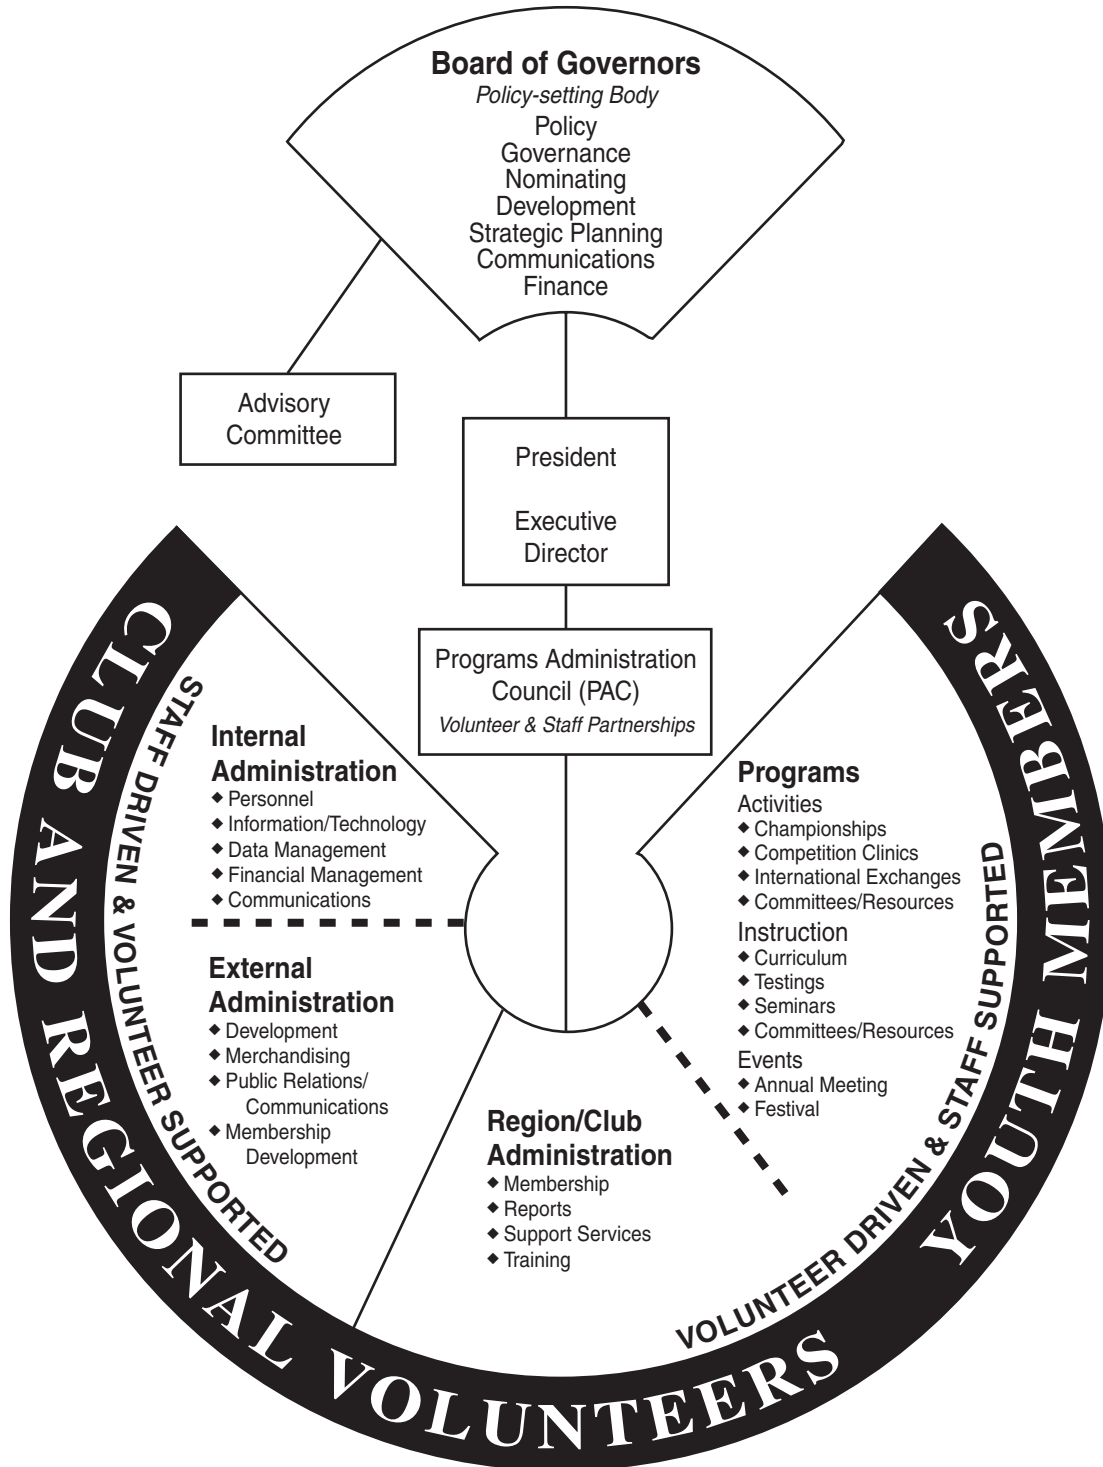 Board of Governors
Policy-setting Body
Policy
Governance
Nominating
Development
Strategic Planning
Communications
Finance
Advisory
Committee
President
Executive
Director
Programs Administration
Council (PAC)
Volunteer & Staff Partnerships
Internal
Administration
◆ Personnel
◆ Information/Technology
◆ Data Management
◆ Financial Management
◆ Communications
External
Administration
◆ Development
◆ Merchandising
◆ Public Relations/
Communications
◆ Membership
Development
Region/Club
Administration
◆ Membership
◆ Reports
◆ Support Services
◆ Training
Programs
Activities
◆ Championships
◆ Competition Clinics
◆ International Exchanges
◆ Committees/Resources
Instruction
◆ Curriculum
◆ Testings
◆ Seminars
◆ Committees/Resources
Events
◆ Annual Meeting
◆ Festival
STAFF DRIVEN & VOLUNTEER SUPPORTED
VOLUNTEER DRIVEN & STAFF SUPPORTED
CLUB AND REGIONAL VOLUNTEERS
YOUTH MEMBERS